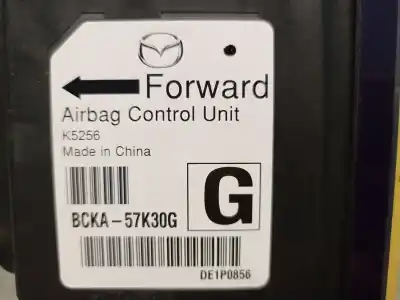 Forward
Airbag Control Unit
K5256
Made in China
BCKA-57K30G
G
DE1P0856